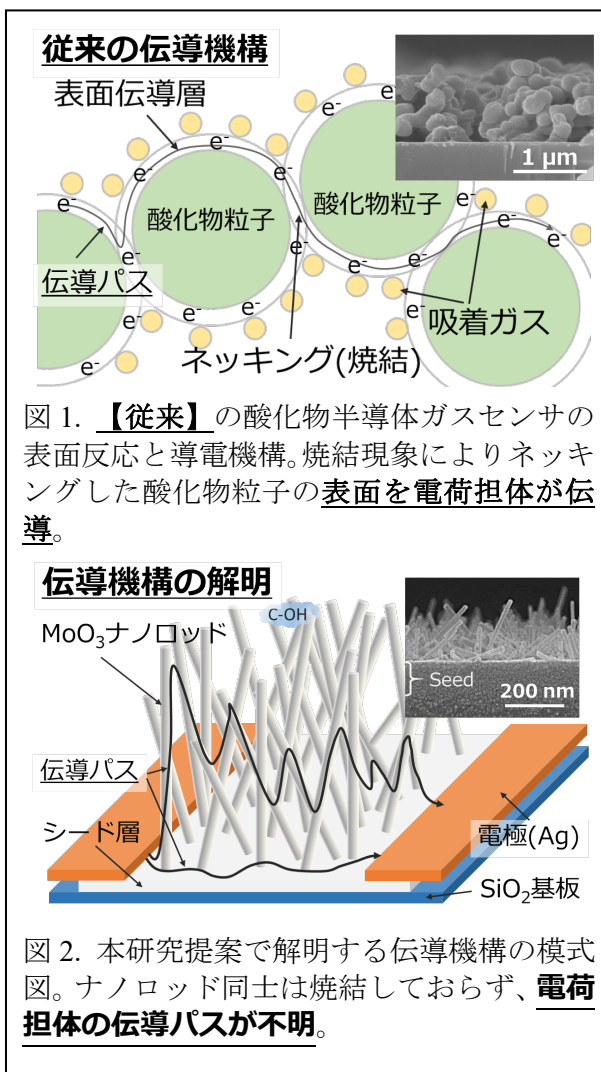 従来の伝導機構
表面伝導層
1 μm
e-
e-
e-
e-
e-
e-
酸化物粒子
酸化物粒子
e-
e-
e-
e-
e-
e-
伝導パス
e-
e-
e-
吸着ガス
ネッキング(焼結)
図 1. 【従来】の酸化物半導体ガスセンサの
表面反応と導電機構。焼結現象によりネッキ
ングした酸化物粒子の表面を電荷担体が伝
導。
伝導機構の解明
C-OH
MoO₃ナノロッド
Seed
200 nm
伝導パス
シード層
電極(Ag)
SiO₂基板
図 2. 本研究提案で解明する伝導機構の模式
図。ナノロッド同士は焼結しておらず、電荷
担体の伝導パスが不明。